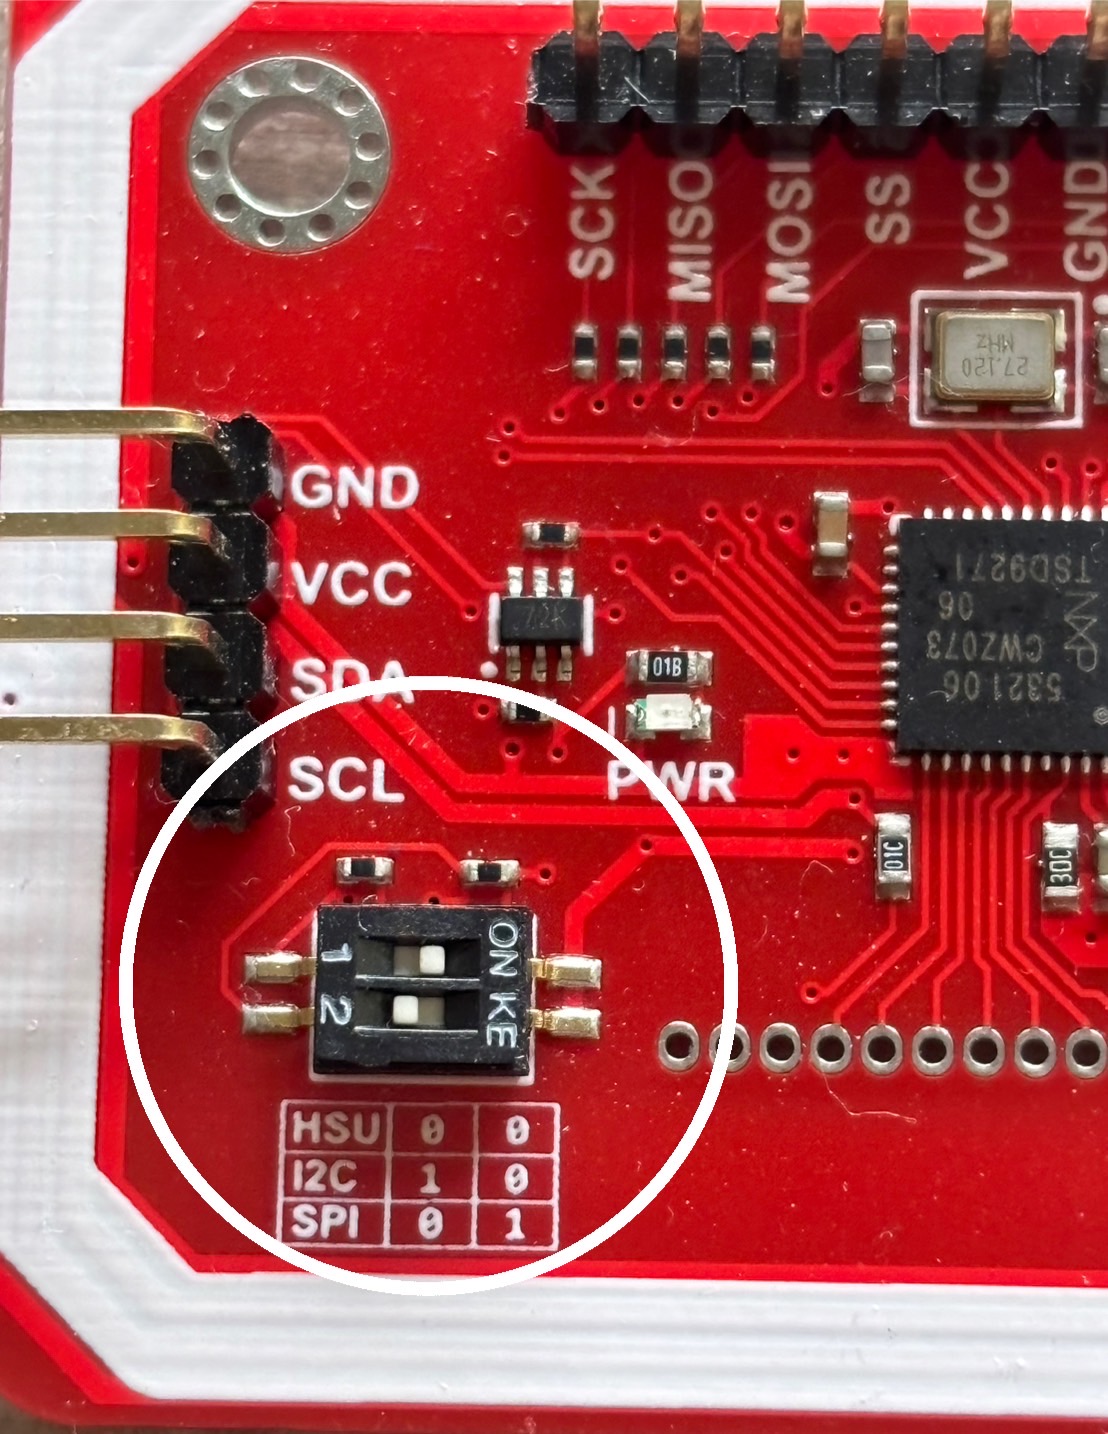 SCK
MISO
MOSI
SS
VCC
GND
27.120
MHz
GND
VCC
SDA
SCL
72K
01B
PWR
TSD9271
06
CWZ073
532106
NXP
01C
30C
1
2
ON KE
HSU 0 0
I2C 1 0
SPI 0 1